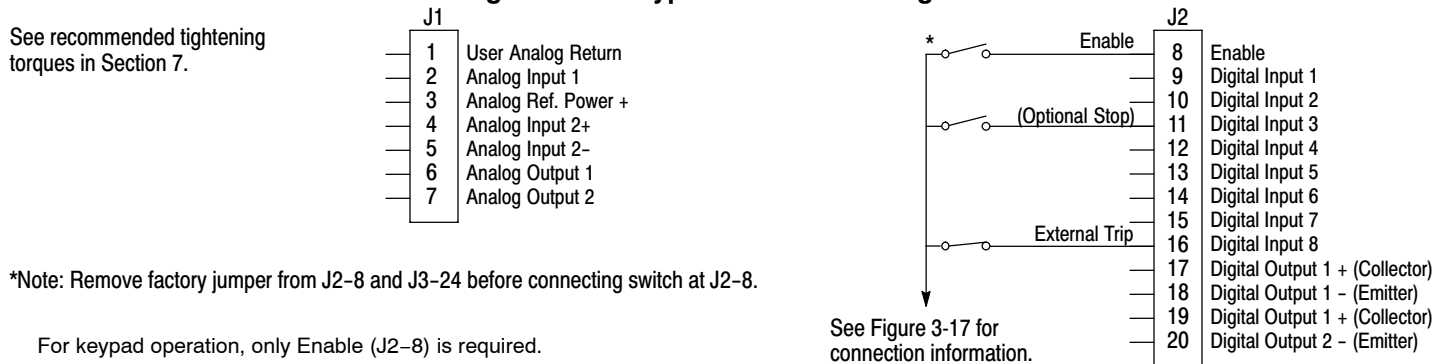 See recommended tightening
torques in Section 7.
J1
1 User Analog Return
2 Analog Input 1
3 Analog Ref. Power +
4 Analog Input 2+
5 Analog Input 2-
6 Analog Output 1
7 Analog Output 2
*Note: Remove factory jumper from J2-8 and J3-24 before connecting switch at J2-8.
For keypad operation, only Enable (J2-8) is required.
J2
* Enable 8 Enable
9 Digital Input 1
10 Digital Input 2
(Optional Stop) 11 Digital Input 3
12 Digital Input 4
13 Digital Input 5
14 Digital Input 6
15 Digital Input 7
External Trip 16 Digital Input 8
17 Digital Output 1 + (Collector)
18 Digital Output 1 - (Emitter)
19 Digital Output 1 + (Collector)
20 Digital Output 2 - (Emitter)
See Figure 3-17 for
connection information.